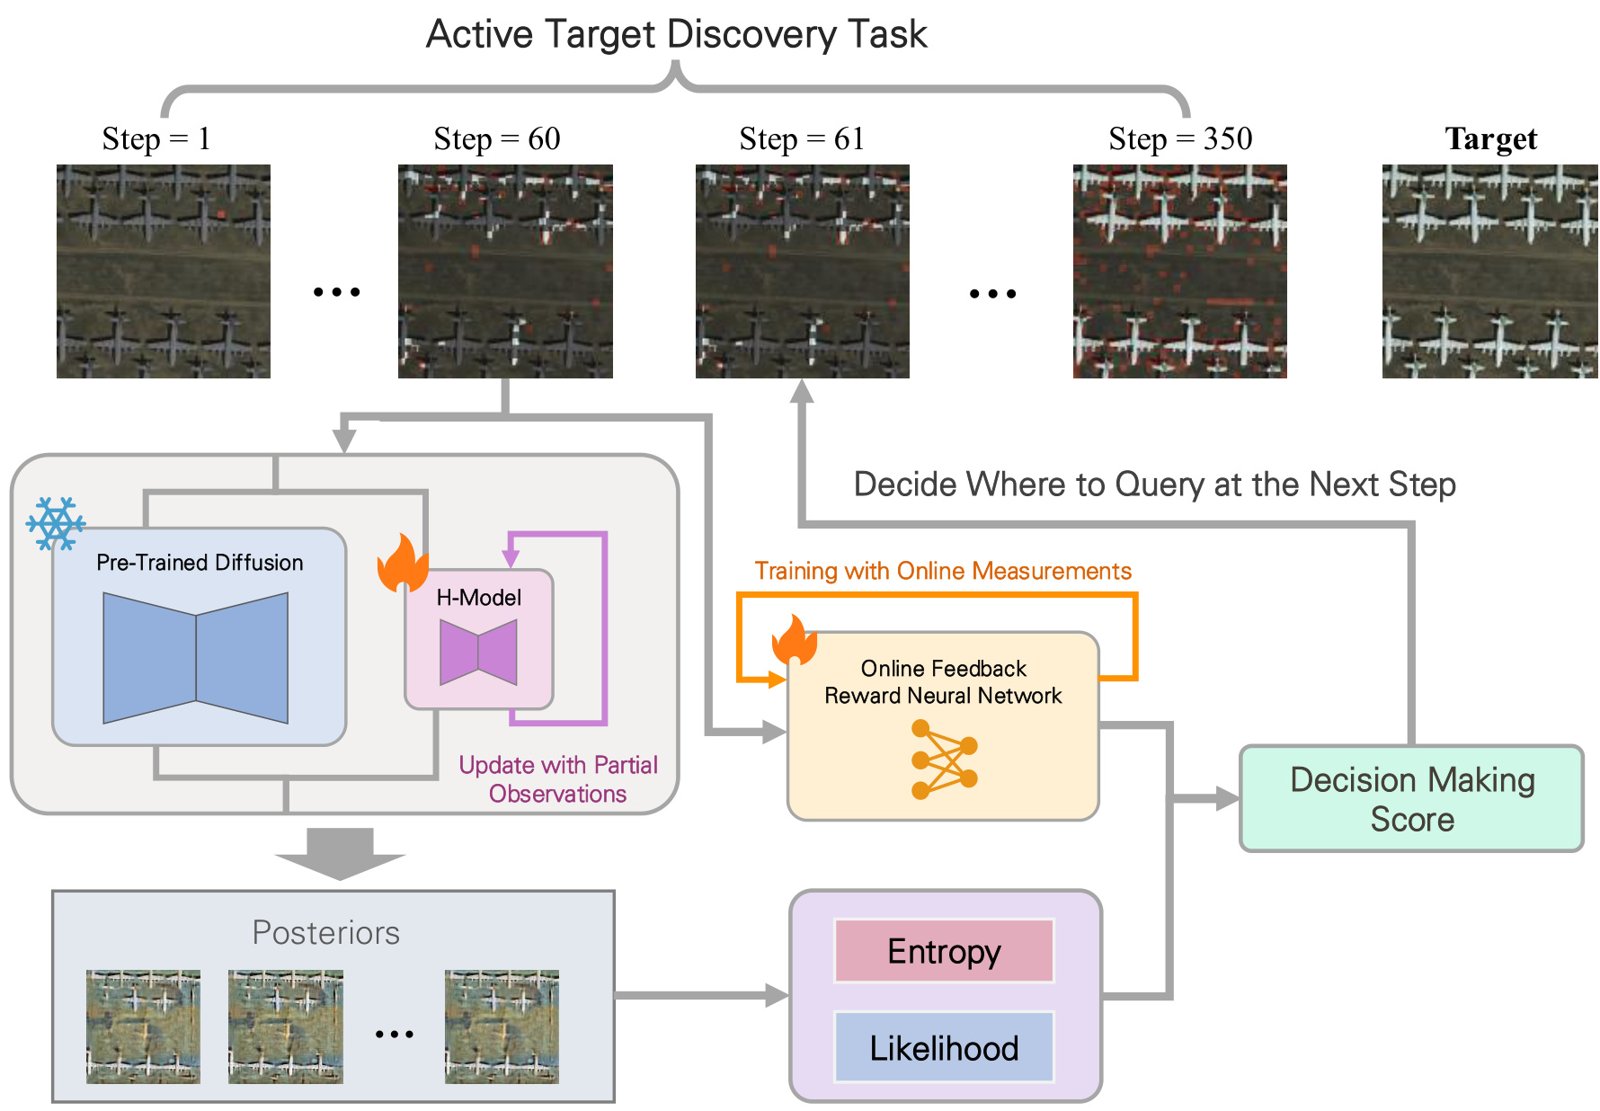 Active Target Discovery Task
Step = 1
Step = 60
Step = 61
Step = 350
Target
...
...
Decide Where to Query at the Next Step
Pre-Trained Diffusion
H-Model
Update with Partial
Observations
Training with Online Measurements
Online Feedback
Reward Neural Network
Decision Making
Score
Posteriors
...
Entropy
Likelihood